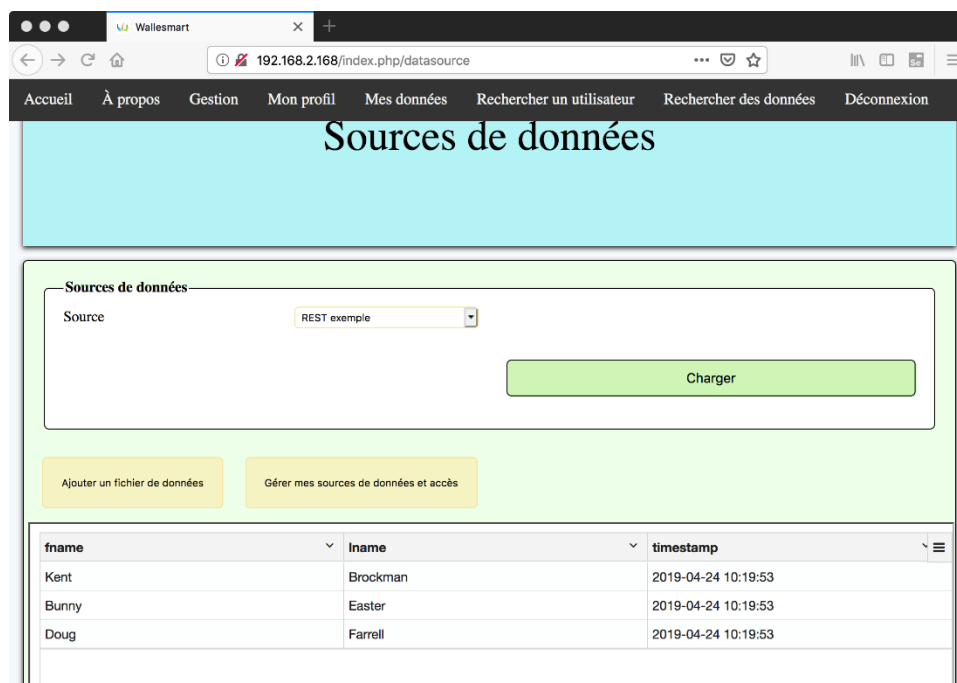 Wallesmart
192.168.2.168/index.php/datasource
Accueil À propos Gestion Mon profil Mes données Rechercher un utilisateur Rechercher des données Déconnexion
Sources de données
Sources de données
Source REST exemple
Charger
Ajouter un fichier de données Gérer mes sources de données et accès
fname lname timestamp
Kent Brockman 2019-04-24 10:19:53
Bunny Easter 2019-04-24 10:19:53
Doug Farrell 2019-04-24 10:19:53